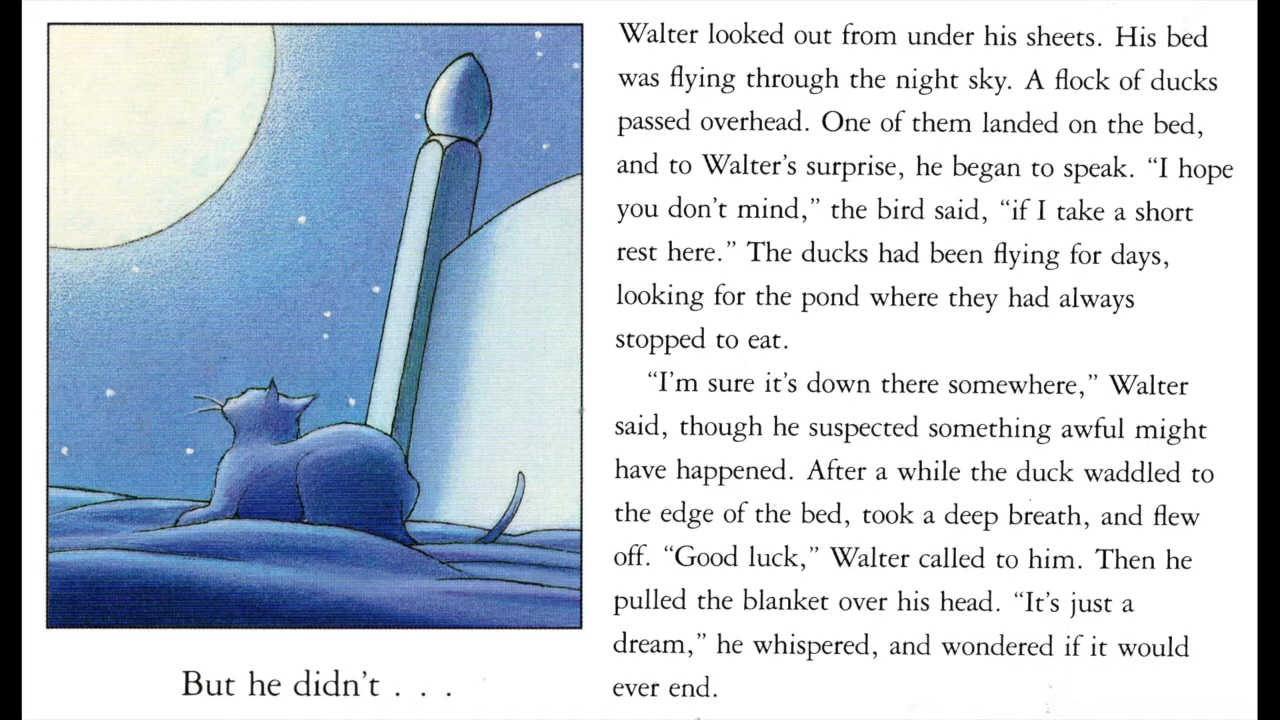 But he didn't . . .
Walter looked out from under his sheets. His bed
was flying through the night sky. A flock of ducks
passed overhead. One of them landed on the bed,
and to Walter's surprise, he began to speak. “I hope
you don't mind,” the bird said, “if I take a short
rest here.” The ducks had been flying for days,
looking for the pond where they had always
stopped to eat.
“I'm sure it's down there somewhere,” Walter
said, though he suspected something awful might
have happened. After a while the duck waddled to
the edge of the bed, took a deep breath, and flew
off. “Good luck,” Walter called to him. Then he
pulled the blanket over his head. “It's just a
dream,” he whispered, and wondered if it would
ever end.